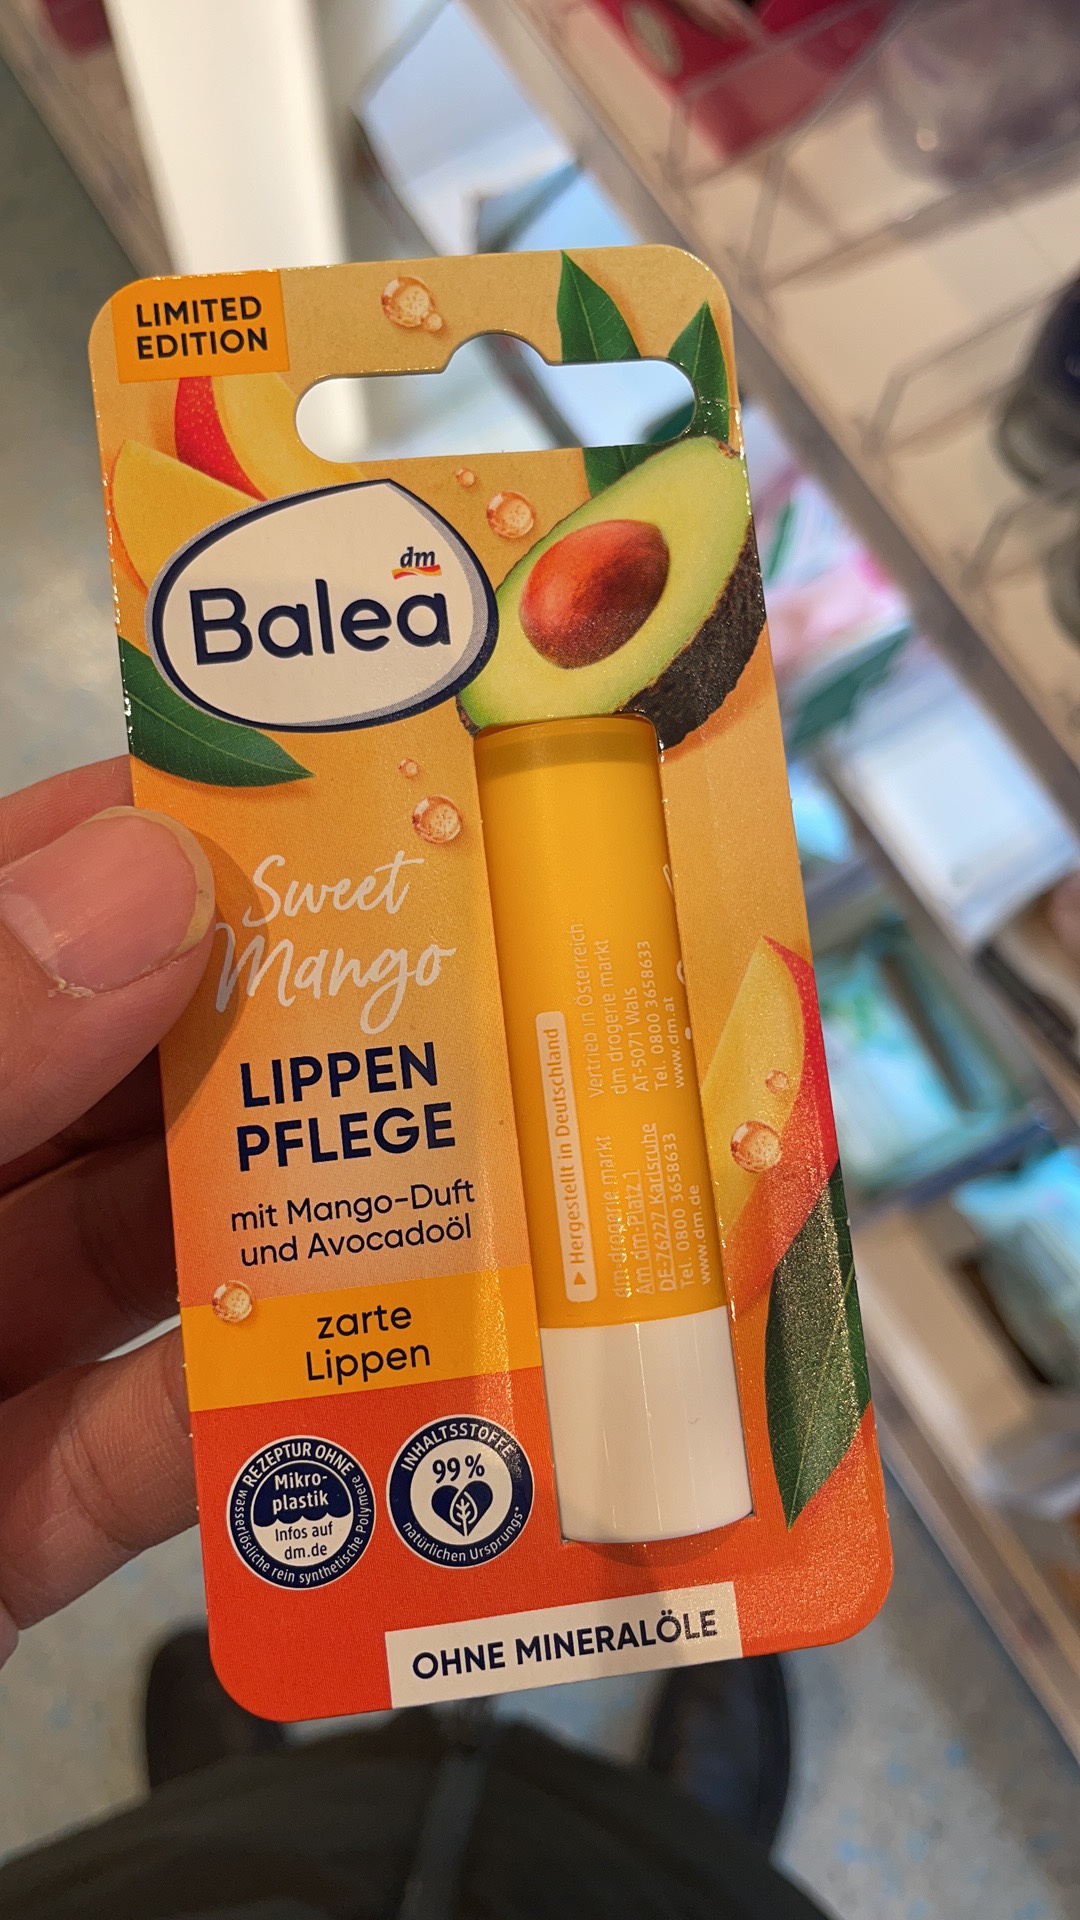 LIMITED
EDITION
dm
Balea
Sweet
Mango
LIPPEN
PFLEGE
mit Mango-Duft
und Avocadoöl
zarte
Lippen
REZEPTUR OHNE
Mikro-
plastik
Infos auf
dm.de
wasserlösliche rein synthetische Polymere
INHALTSSTOFFE
99 %
natürlichen Ursprungs
OHNE MINERALÖLE
▶ Hergestellt in Deutschland
dm-drogerie markt
Am dm-Platz 1
DE-76227 Karlsruhe
Tel. 0800 3658633
www.dm.de
Vertrieb in Österreich:
dm drogerie markt
AT-5071 Wals
Tel. 0800 3658633
www.dm.at